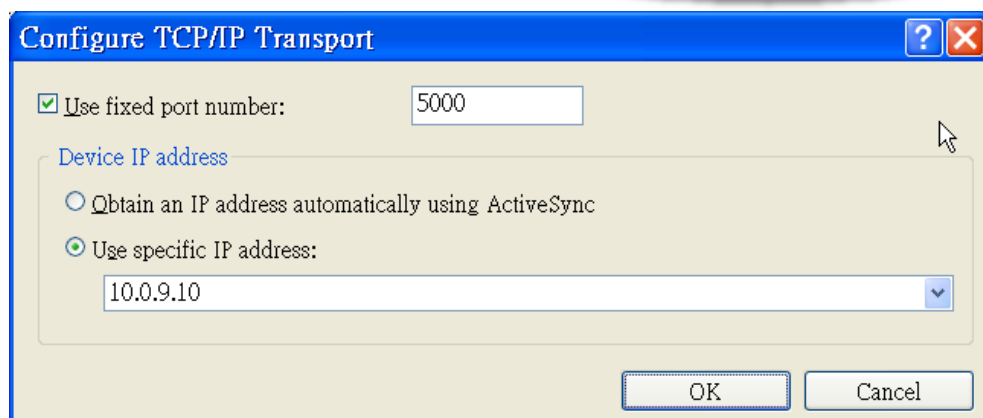 Configure TCP/IP Transport
Use fixed port number: 5000
Device IP address
Obtain an IP address automatically using ActiveSync
Use specific IP address:
10.0.9.10
OK Cancel